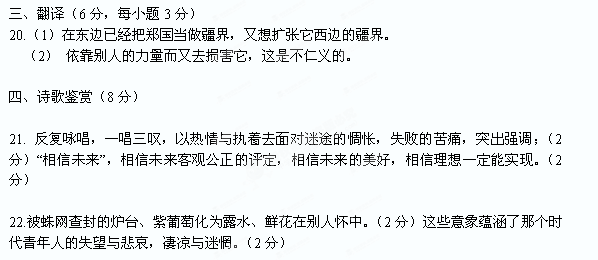 三、翻译（6 分，每小题 3 分）
20.（1）在东边已经把郑国当做疆界，又想扩张它西边的疆界。
（2） 依靠别人的力量而又去损害它，这是不仁义的。
四、诗歌鉴赏（8 分）
21. 反复咏唱，一唱三叹，以热情与执着去面对迷途的惆怅，失败的苦痛，突出强调；（2
分）“相信未来”，相信未来客观公正的评定，相信未来的美好，相信理想一定能实现。（2
分）
22.被蛛网查封的炉台、紫葡萄化为露水、鲜花在别人怀中。（2 分）这些意象蕴涵了那个时
代青年人的失望与悲哀，凄凉与迷惘。（2 分）